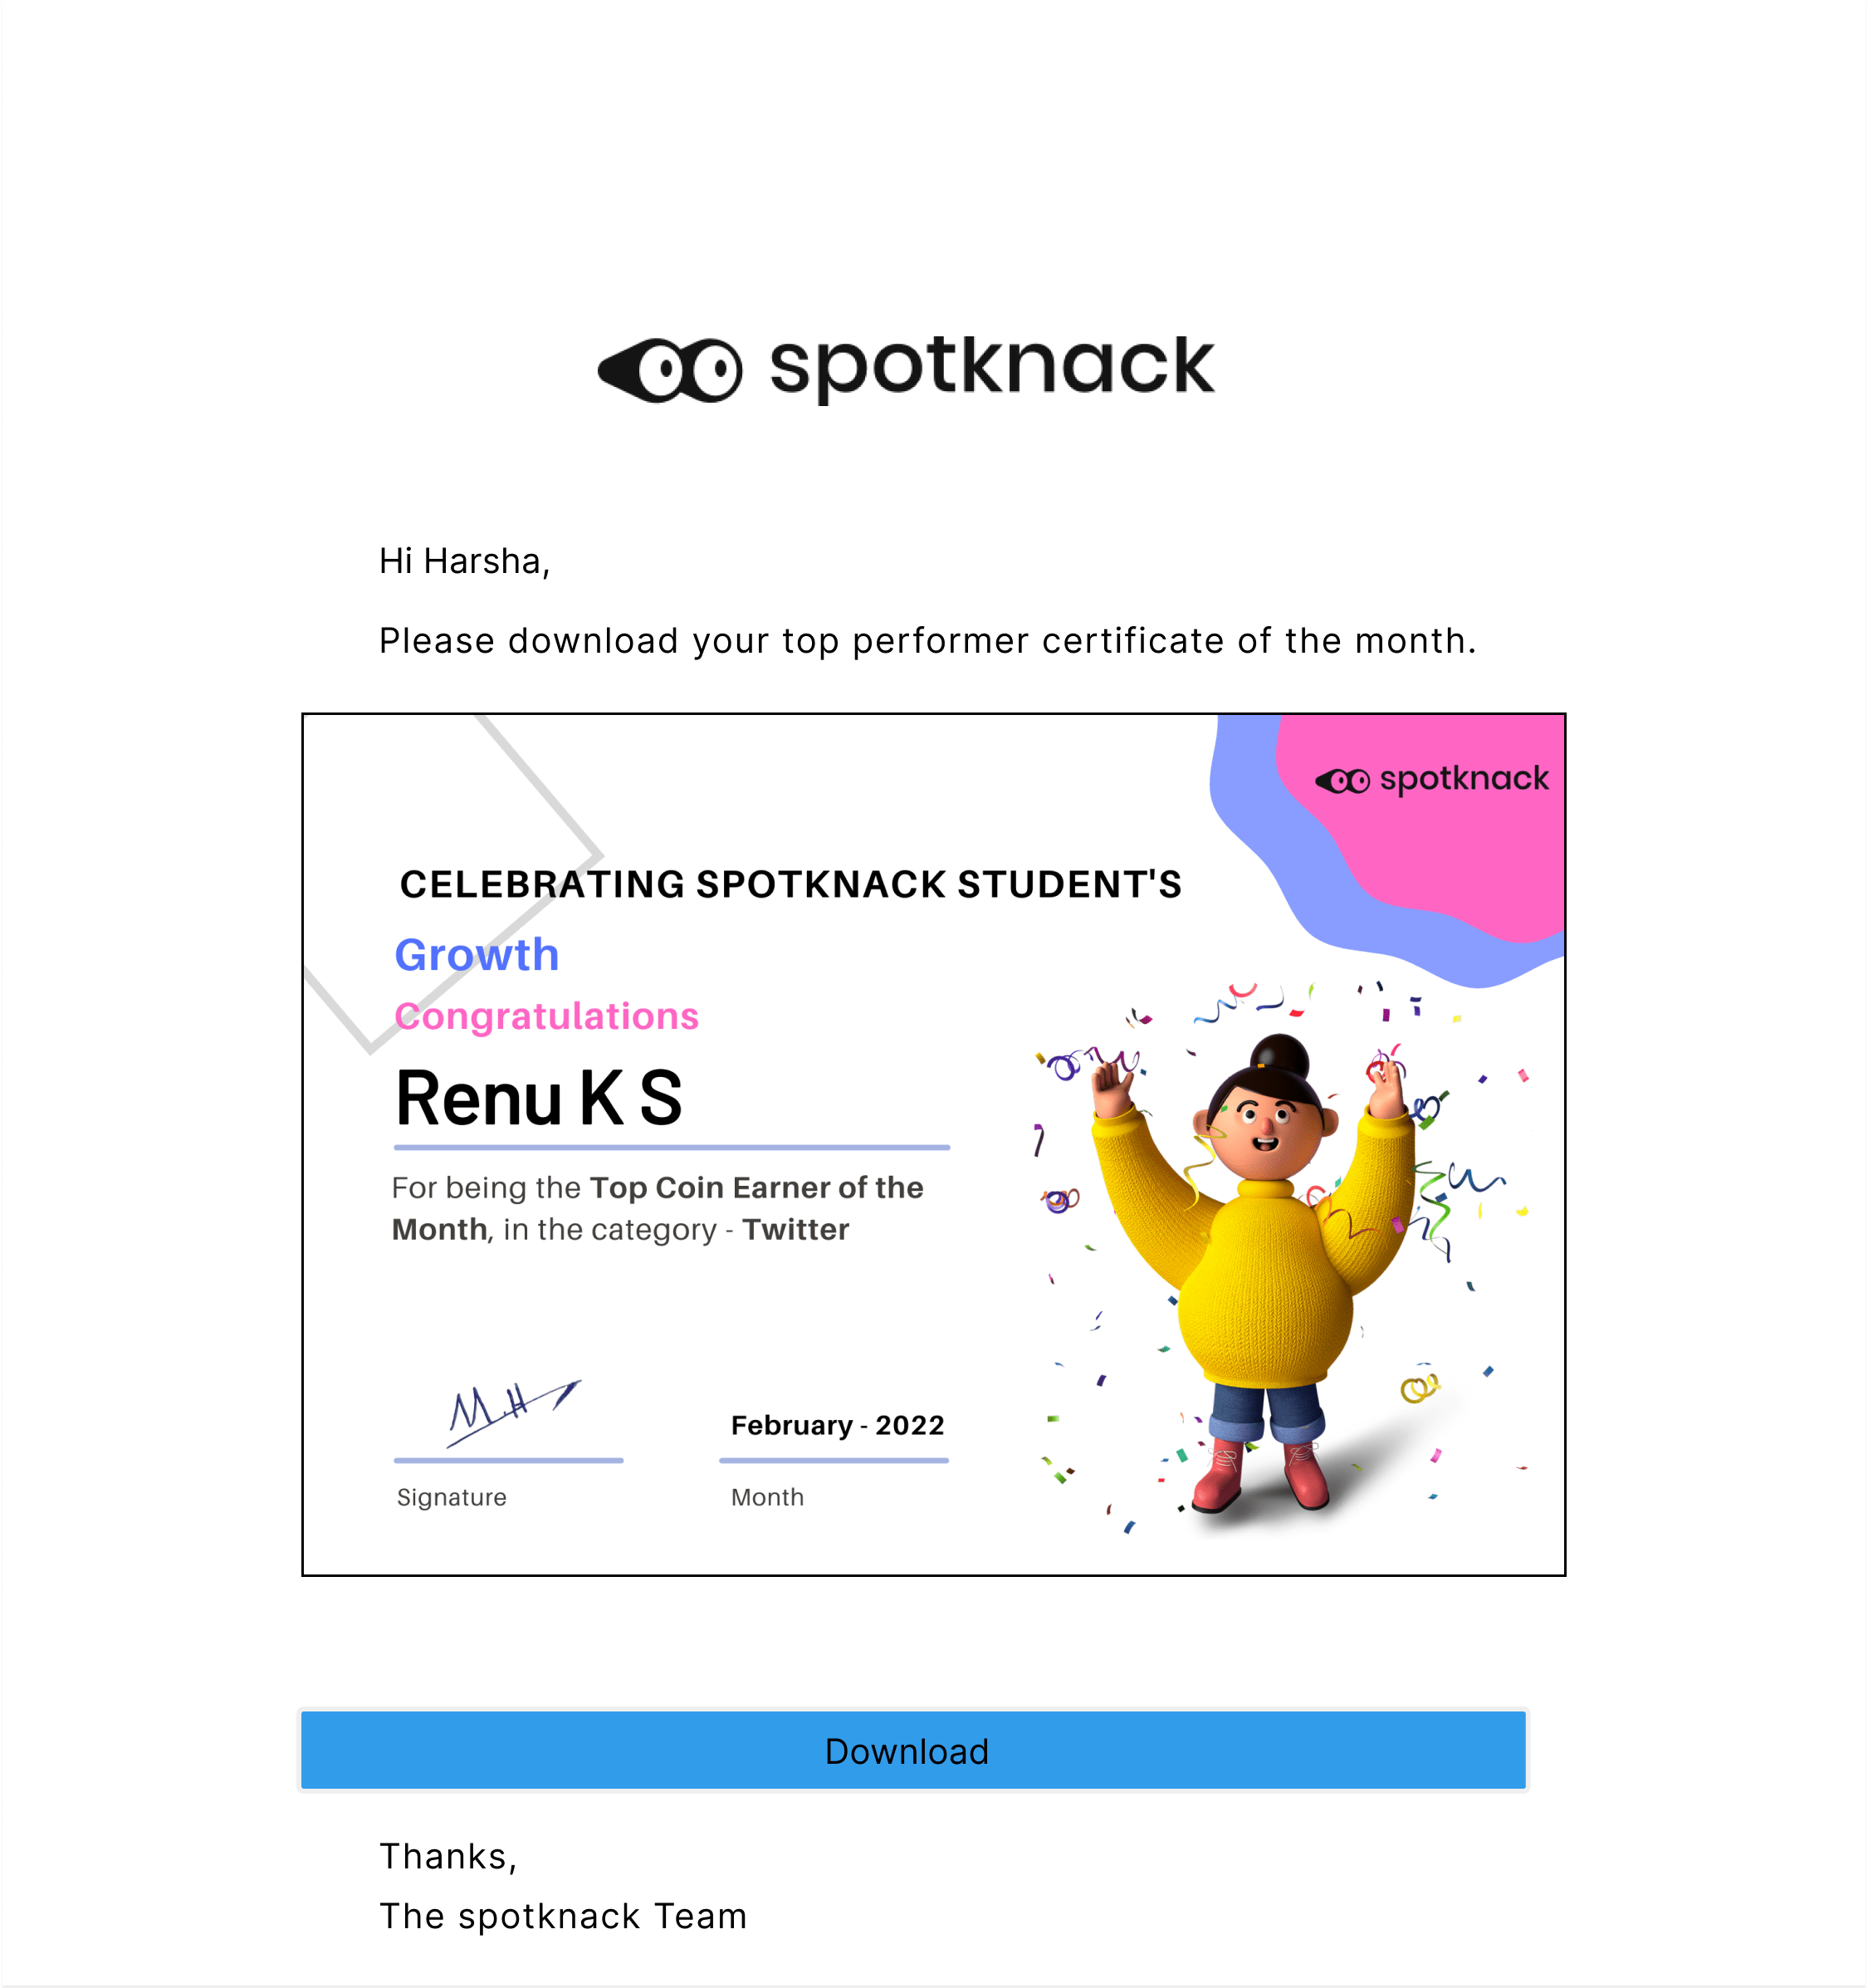 spotknack
Hi Harsha,
Please download your top performer certificate of the month.
spotknack
CELEBRATING SPOTKNACK STUDENT'S
Growth
Congratulations
Renu K S
For being the Top Coin Earner of the
Month, in the category - Twitter
M.H
February - 2022
Signature
Month
Download
Thanks,
The spotknack Team